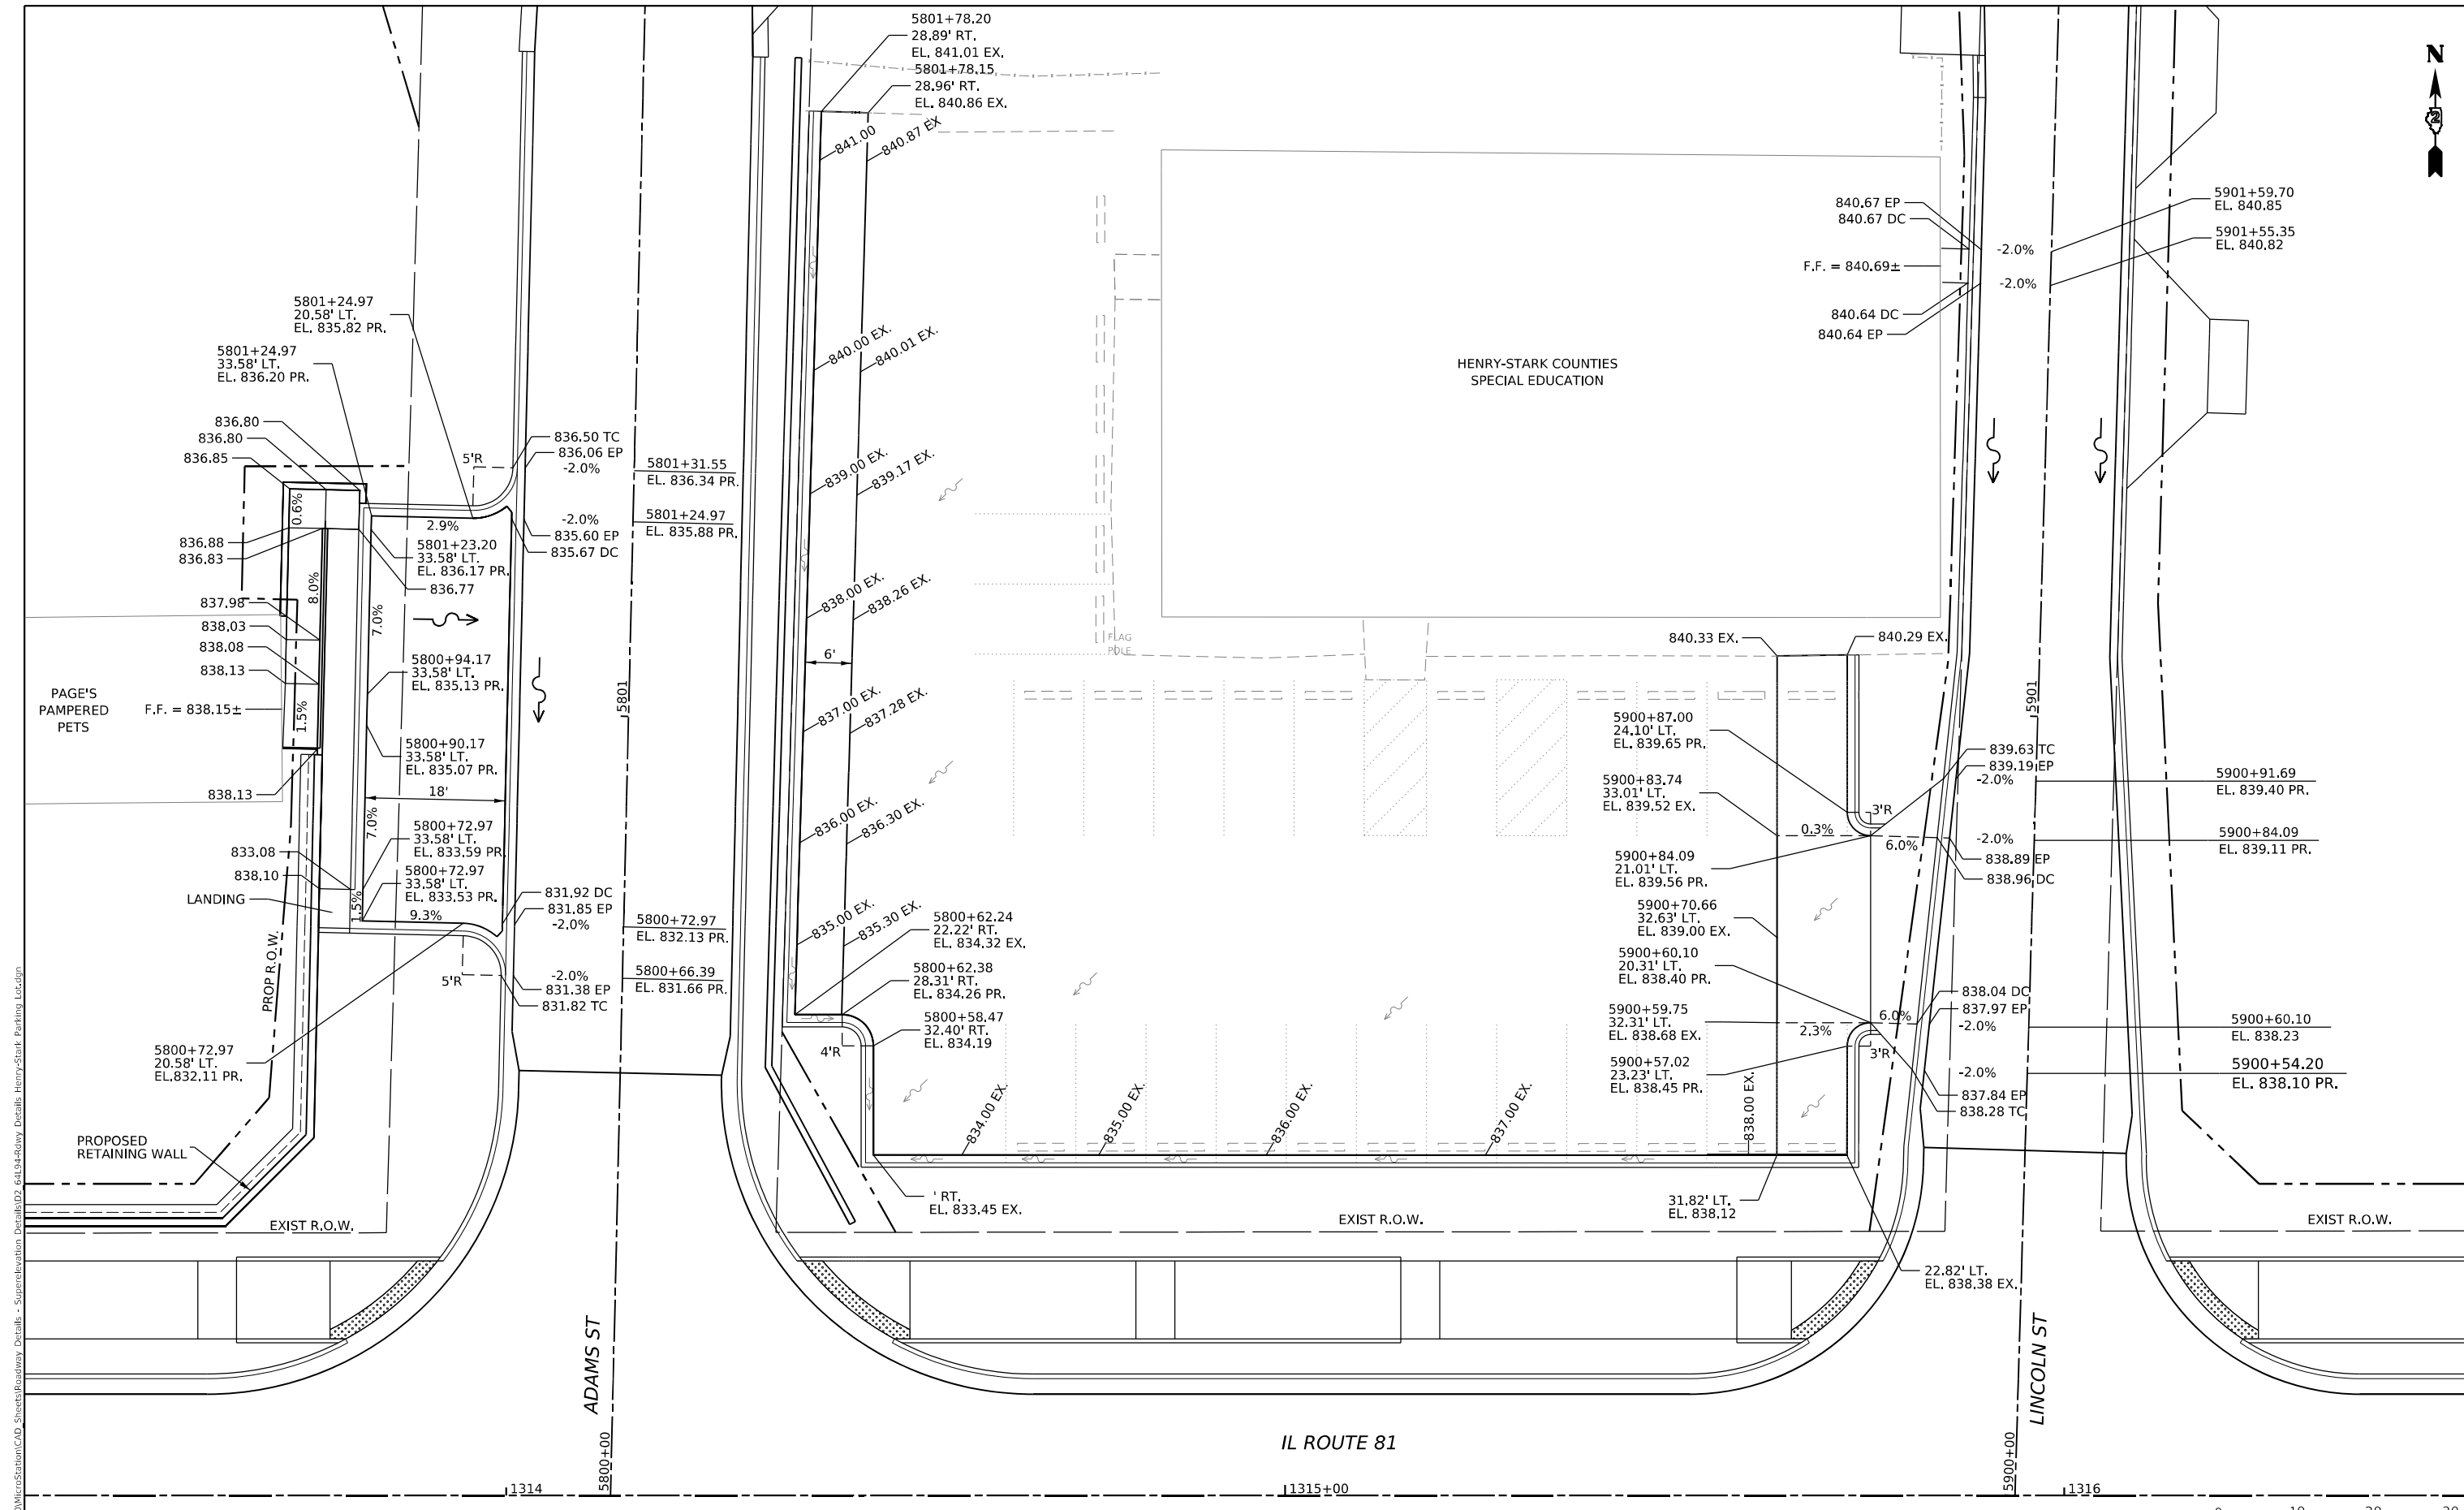 5801+78.20
28.89' RT.
EL. 841.01 EX.
5801+78.15
28.96' RT.
EL. 840.86 EX.
N
2
841.00
840.87 EX
840.67 EP
840.67 DC
-2.0%
5901+59.70
EL. 840.85
5901+55.35
EL. 840.82
F.F. = 840.69±
-2.0%
840.64 DC
840.64 EP
5801+24.97
20.58' LT.
EL. 835.82 PR.
5801+24.97
33.58' LT.
EL. 836.20 PR.
840.00 EX.
840.01 EX.
HENRY-STARK COUNTIES
SPECIAL EDUCATION
836.80
836.80
836.85
5'R
836.50 TC
836.06 EP
-2.0%
5801+31.55
EL. 836.34 PR.
839.00 EX.
839.17 EX.
0.6%
2.9%
-2.0%
835.60 EP
835.67 DC
5801+24.97
EL. 835.88 PR.
836.88
836.83
5801+23.20
33.58' LT.
EL. 836.17 PR.
836.77
8.0%
7.0%
837.98
838.03
838.08
838.13
838.00 EX.
838.26 EX.
FLAG
POLE
6'
840.33 EX.
840.29 EX.
5800+94.17
33.58' LT.
EL. 835.13 PR.
5801
5901
PAGE'S
PAMPERED
PETS
F.F. = 838.15±
1.5%
837.00 EX.
837.28 EX.
5800+90.17
33.58' LT.
EL. 835.07 PR.
5900+87.00
24.10' LT.
EL. 839.65 PR.
839.63 TC
839.19 EP
-2.0%
5900+91.69
EL. 839.40 PR.
838.13
18'
5900+83.74
33.01' LT.
EL. 839.52 EX.
3'R
0.3%
6.0%
-2.0%
838.89 EP
838.96 DC
5900+84.09
EL. 839.11 PR.
7.0%
5800+72.97
33.58' LT.
EL. 833.59 PR.
836.00 EX.
836.30 EX.
833.08
838.10
LANDING
5800+72.97
33.58' LT.
EL. 833.53 PR.
1.5%
9.3%
831.92 DC
831.85 EP
-2.0%
5800+72.97
EL. 832.13 PR.
5900+84.09
21.01' LT.
EL. 839.56 PR.
5900+70.66
32.63' LT.
EL. 839.00 EX.
835.00 EX.
835.30 EX.
5800+62.24
22.22' RT.
EL. 834.32 EX.
PROP R.O.W.
5'R
-2.0%
831.38 EP
831.82 TC
5800+66.39
EL. 831.66 PR.
5800+62.38
28.31' RT.
EL. 834.26 PR.
5900+60.10
20.31' LT.
EL. 838.40 PR.
838.04 DC
837.97 EP
-2.0%
6.0%
5900+60.10
EL. 838.23
5800+58.47
32.40' RT.
EL. 834.19
4'R
5900+59.75
32.31' LT.
EL. 838.68 EX.
2.3%
3'R
5800+72.97
20.58' LT.
EL.832.11 PR.
5900+57.02
23.23' LT.
EL. 838.45 PR.
-2.0%
5900+54.20
EL. 838.10 PR.
837.84 EP
838.28 TC
834.00 EX.
835.00 EX.
836.00 EX.
837.00 EX.
838.00 EX.
PROPOSED
RETAINING WALL
' RT.
EL. 833.45 EX.
31.82' LT.
EL. 838.12
EXIST R.O.W.
EXIST R.O.W.
EXIST R.O.W.
22.82' LT.
EL. 838.38 EX.
ADAMS ST
LINCOLN ST
IL ROUTE 81
5800+00
5900+00
1314
1315+00
1316
MicroStation\CAD_Sheets\Roadway Details - Superelevation Details\D2_64L94-Rdwy Details Henry-Stark Parking Lot.dgn